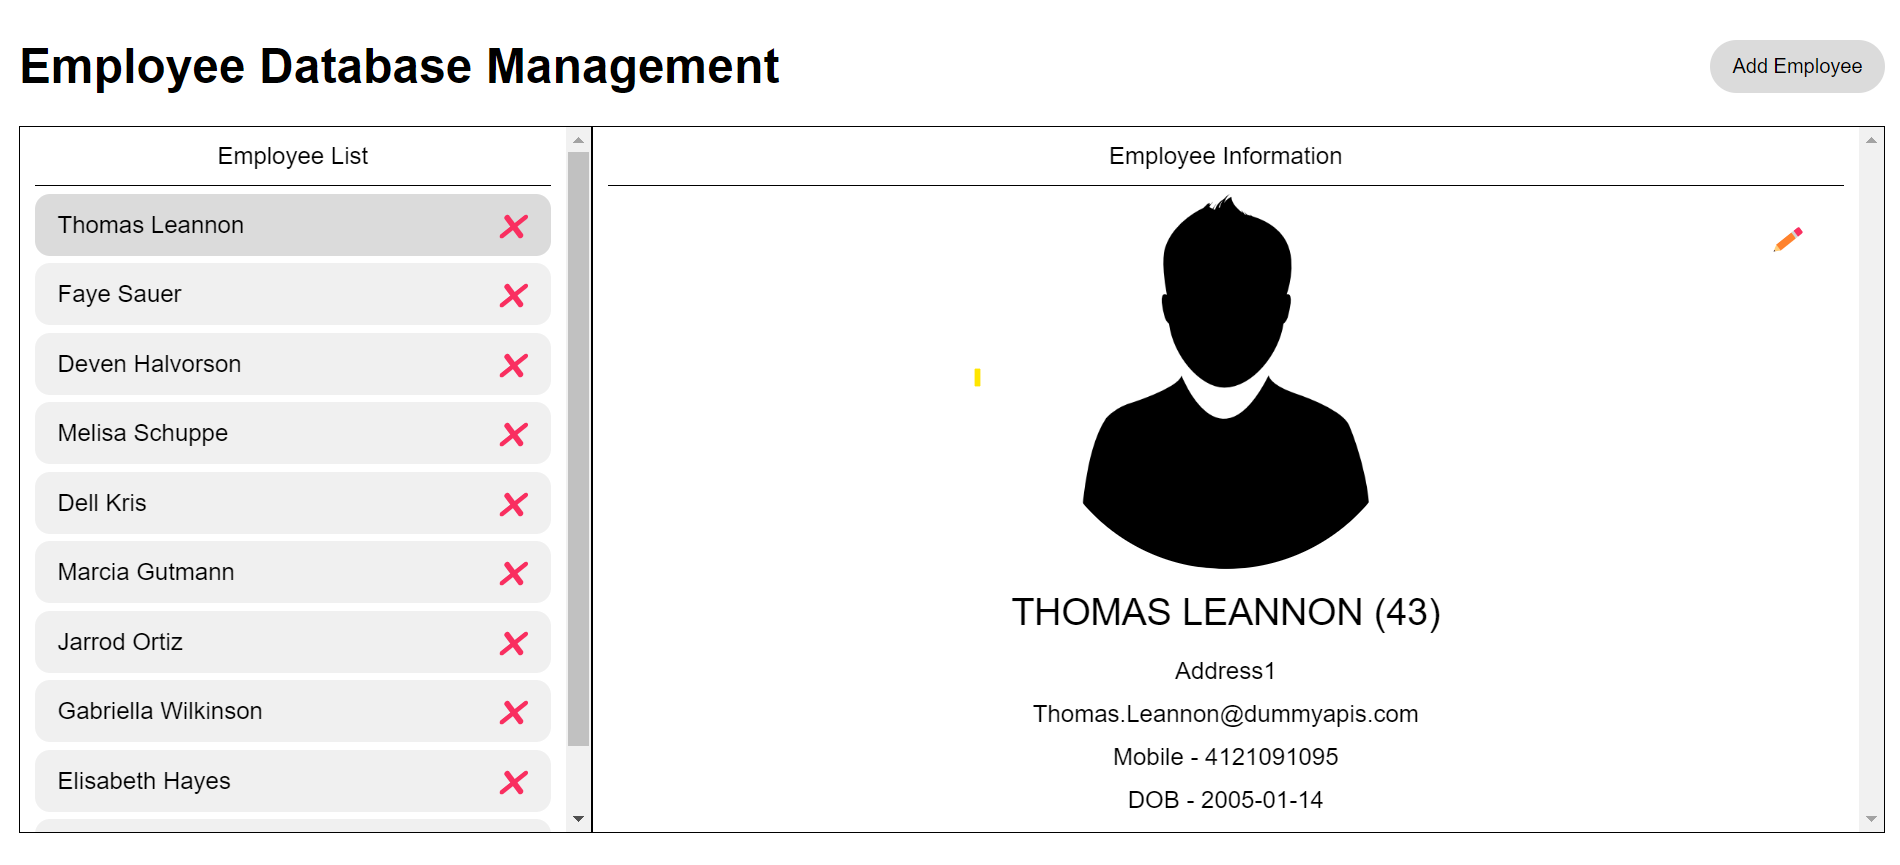 Employee Database Management
Add Employee
Employee List
Thomas Leannon
Faye Sauer
Deven Halvorson
Melisa Schuppe
Dell Kris
Marcia Gutmann
Jarrod Ortiz
Gabriella Wilkinson
Elisabeth Hayes
Employee Information
THOMAS LEANNON (43)
Address1
Thomas.Leannon@dummyapis.com
Mobile - 4121091095
DOB - 2005-01-14